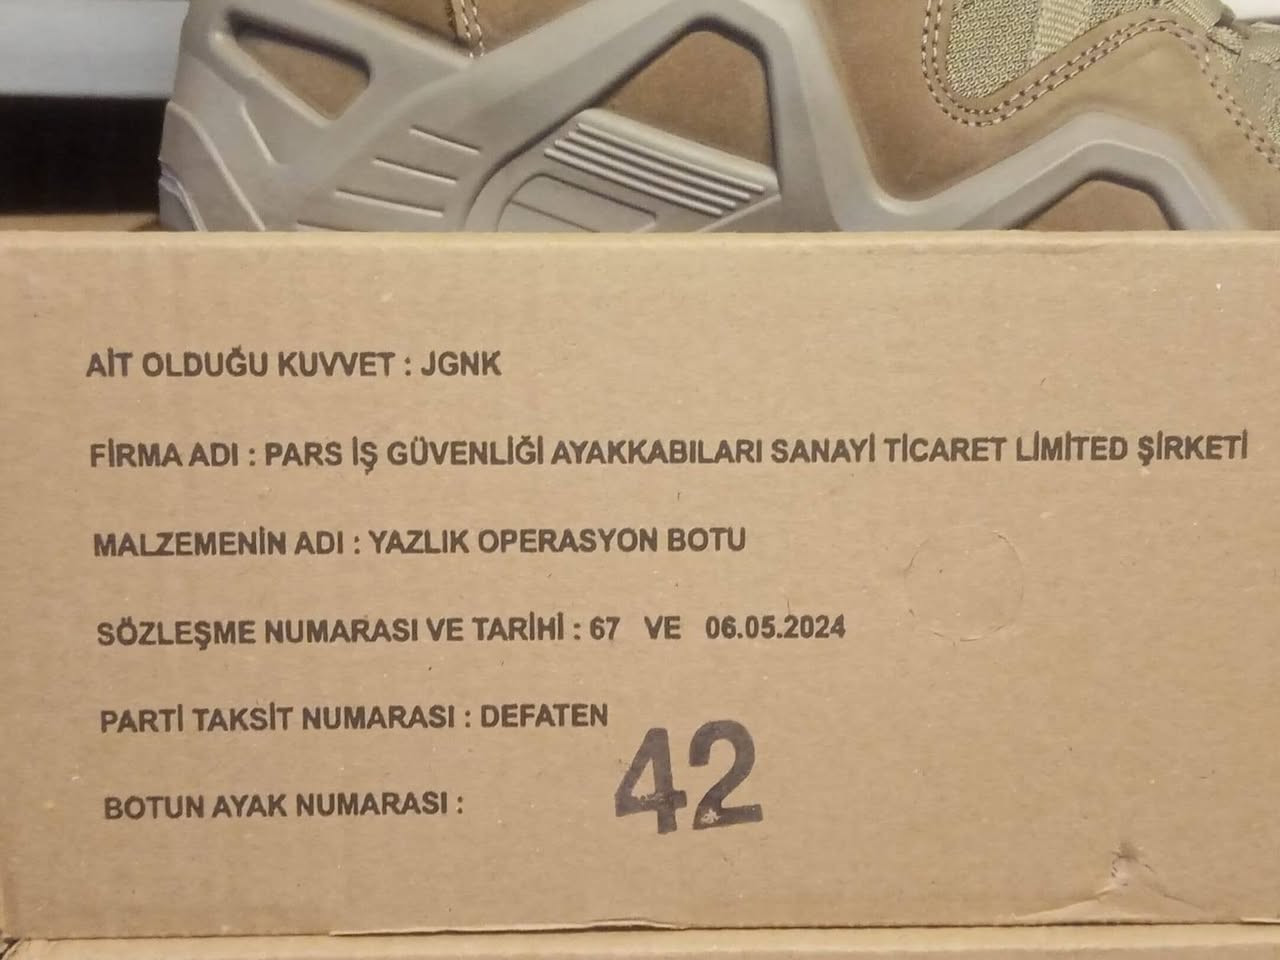 AİT OLDUĞU KUVVET : JGNK
FİRMA ADI : PARS İŞ GÜVENLİĞİ AYAKKABILARI SANAYİ TİCARET LİMİTED ŞİRKETİ
MALZEMENİN ADI : YAZLIK OPERASYON BOTU
SÖZLEŞME NUMARASI VE TARİHİ : 67 VE 06.05.2024
PARTİ TAKSİT NUMARASI : DEFATEN
BOTUN AYAK NUMARASI : 42